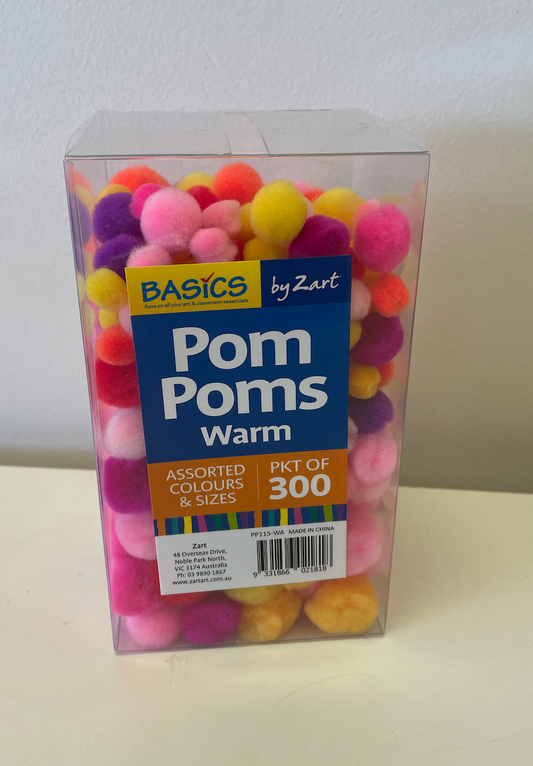 BASiCS
Save on all your art & classroom essentials
by Zart
Pom
Poms
Warm
ASSORTED
COLOURS
& SIZES
PKT OF
300
PP115-WA MADE IN CHINA
Zart
48 Overseas Drive,
Noble Park North,
VIC 3174 Australia
Ph: 03 9890 1867
www.zartart.com.au
9 331866 021818